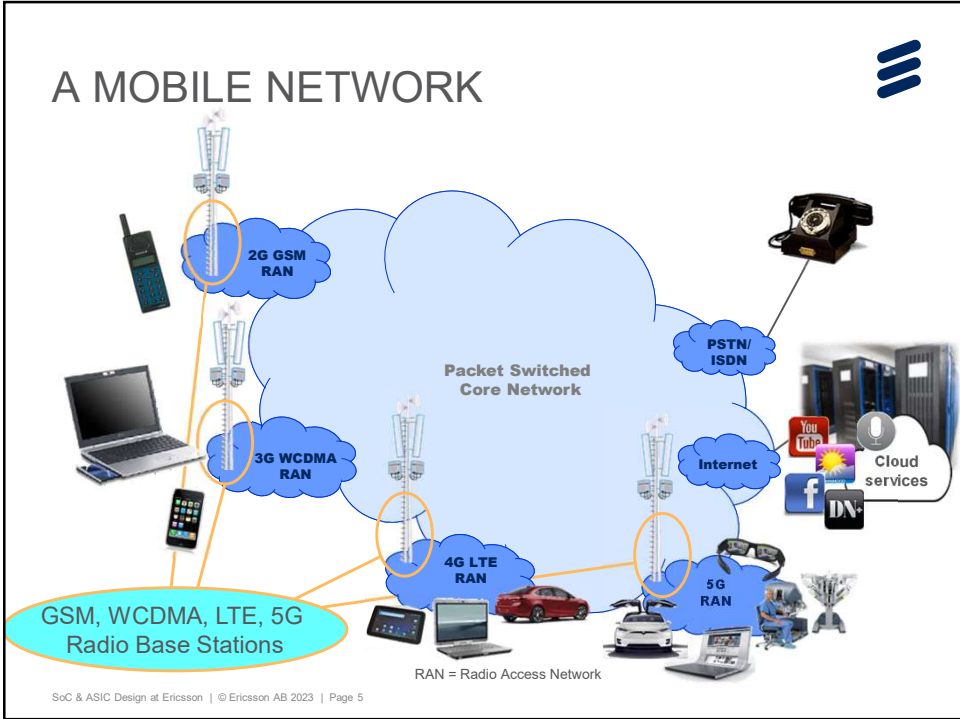 A MOBILE NETWORK
2G GSM
RAN
PSTN/
ISDN
Packet Switched
Core Network
3G WCDMA
RAN
Internet
You
Tube
Cloud
services
f
DN+
4G LTE
RAN
5G
RAN
GSM, WCDMA, LTE, 5G
Radio Base Stations
RAN = Radio Access Network
SoC & ASIC Design at Ericsson | © Ericsson AB 2023 | Page 5